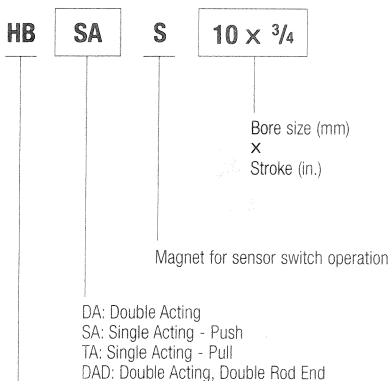 HB SA S 10 x 3/4
Bore size (mm)
x
Stroke (in.)
Magnet for sensor switch operation
DA: Double Acting
SA: Single Acting - Push
TA: Single Acting - Pull
DAD: Double Acting, Double Rod End